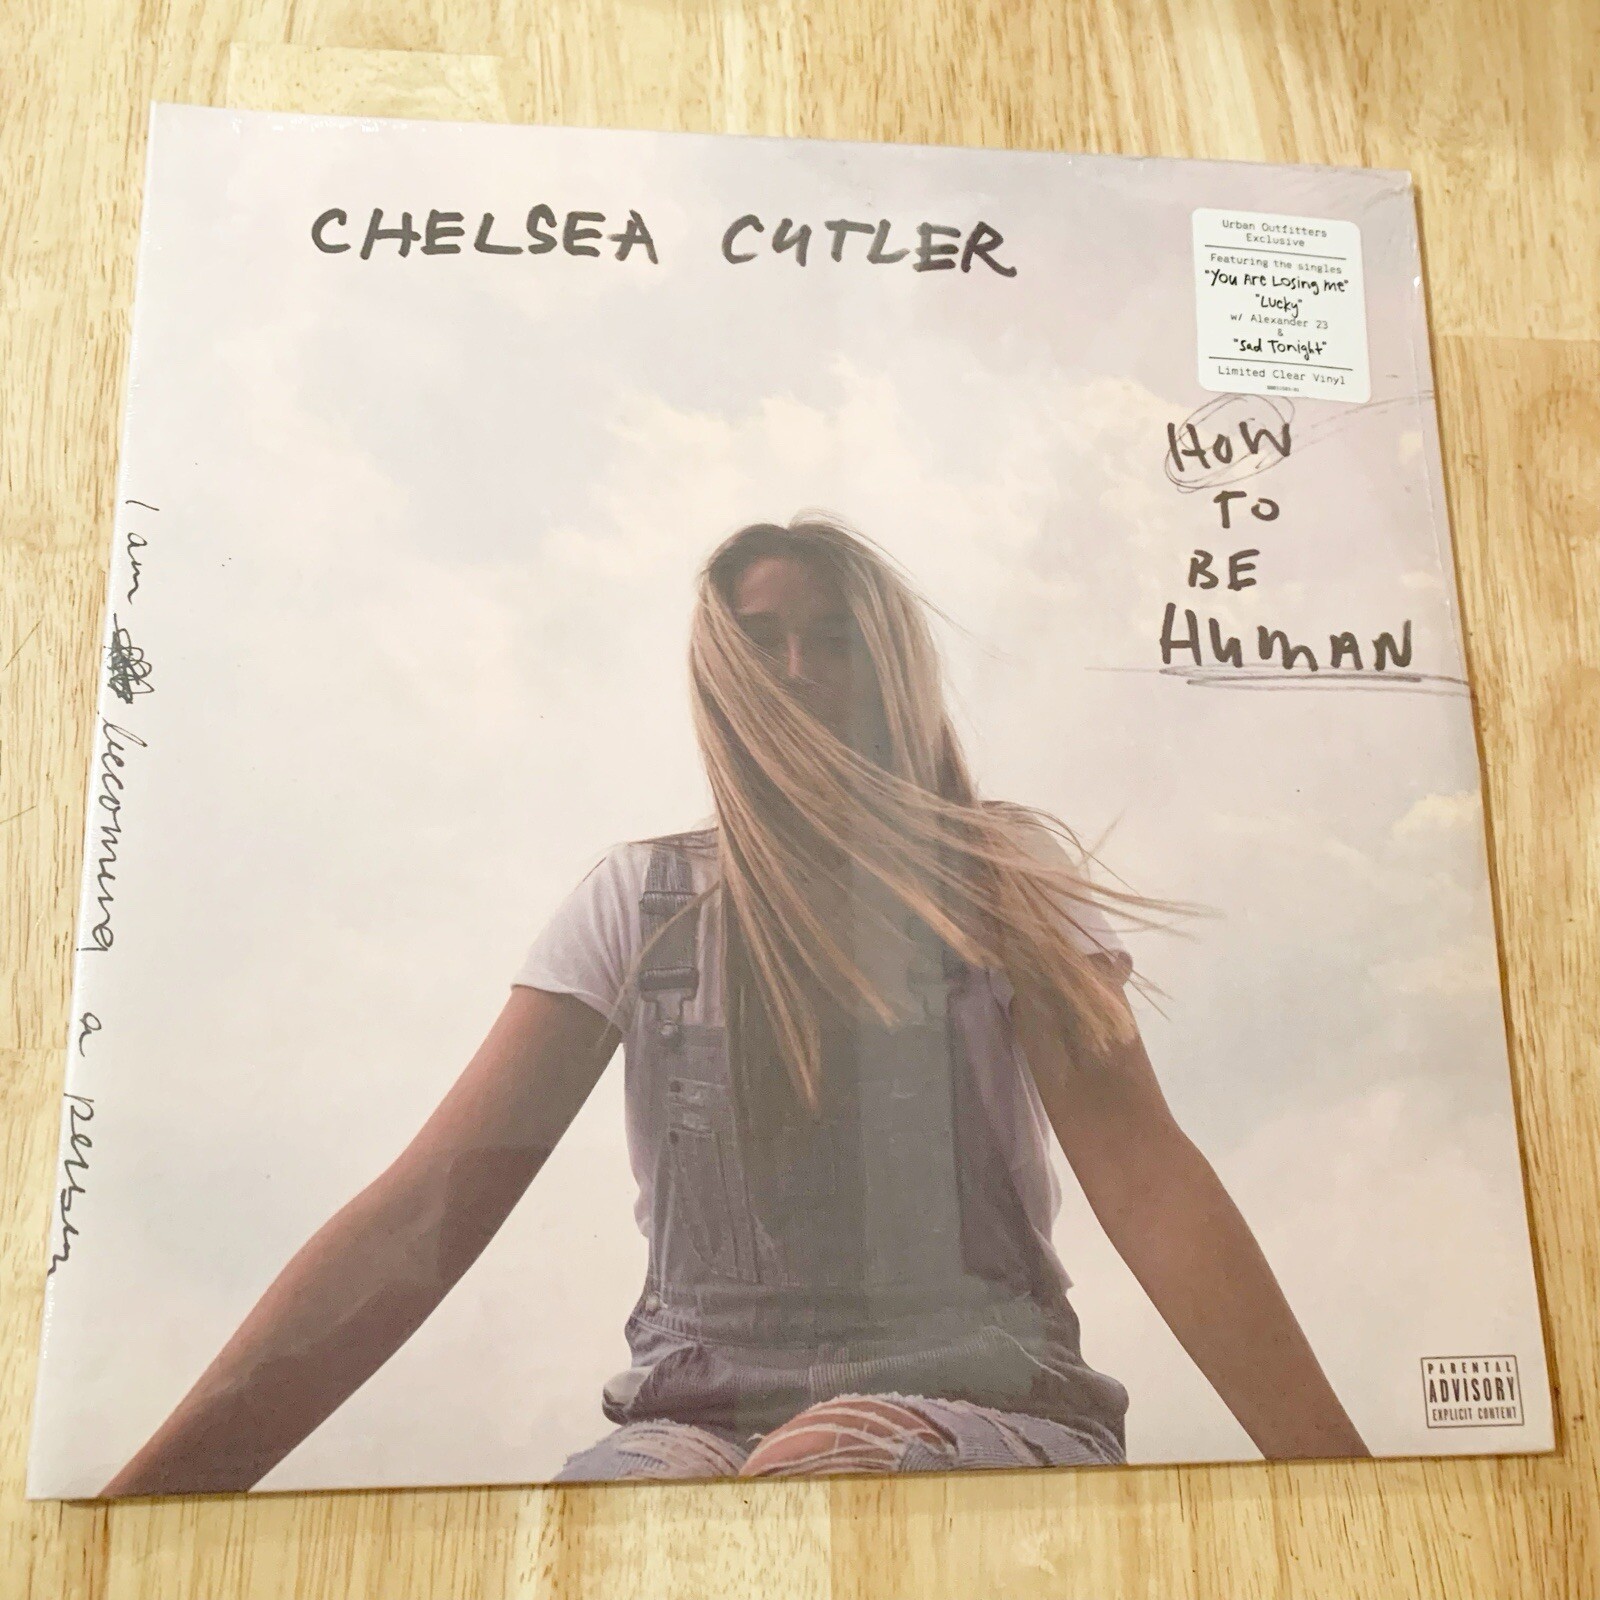 CHELSEA CUTLER
Urban Outfitters
Exclusive
Featuring the singles
"You Are Losing me"
"Lucky"
w/ Alexander 23
&
"Sad Tonight"
Limited Clear Vinyl
HOW
TO
BE
HUMAN
I am becoming a person
PARENTAL
ADVISORY
EXPLICIT CONTENT